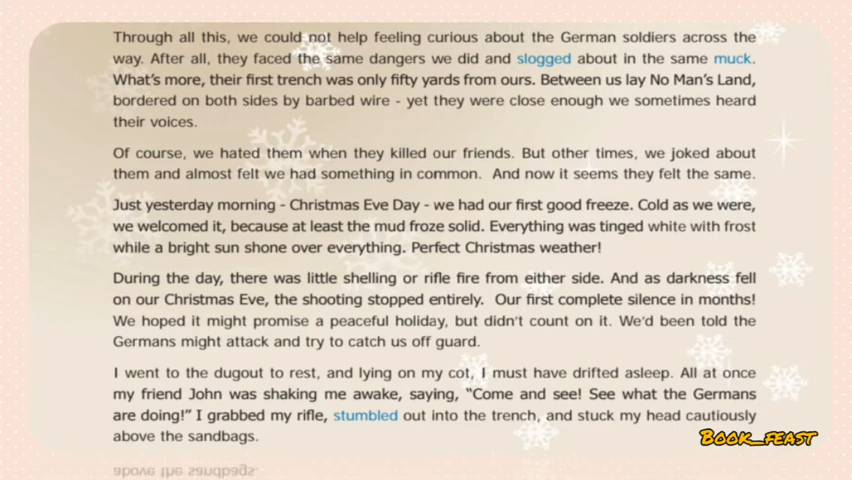 Through all this, we could not help feeling curious about the German soldiers across the
way. After all, they faced the same dangers we did and slogged about in the same muck.
What's more, their first trench was only fifty yards from ours. Between us lay No Man's Land,
bordered on both sides by barbed wire - yet they were close enough we sometimes heard
their voices.
Of course, we hated them when they killed our friends. But other times, we joked about
them and almost felt we had something in common. And now it seems they felt the same.
Just yesterday morning - Christmas Eve Day - we had our first good freeze. Cold as we were,
we welcomed it, because at least the mud froze solid. Everything was tinged white with frost
while a bright sun shone over everything. Perfect Christmas weather!
During the day, there was little shelling or rifle fire from either side. And as darkness fell
on our Christmas Eve, the shooting stopped entirely. Our first complete silence in months!
We hoped it might promise a peaceful holiday, but didn't count on it. We'd been told the
Germans might attack and try to catch us off guard.
I went to the dugout to rest, and lying on my cot, I must have drifted asleep. All at once
my friend John was shaking me awake, saying, "Come and see! See what the Germans
are doing!" I grabbed my rifle, stumbled out into the trench, and stuck my head cautiously
above the sandbags.
Book_feast